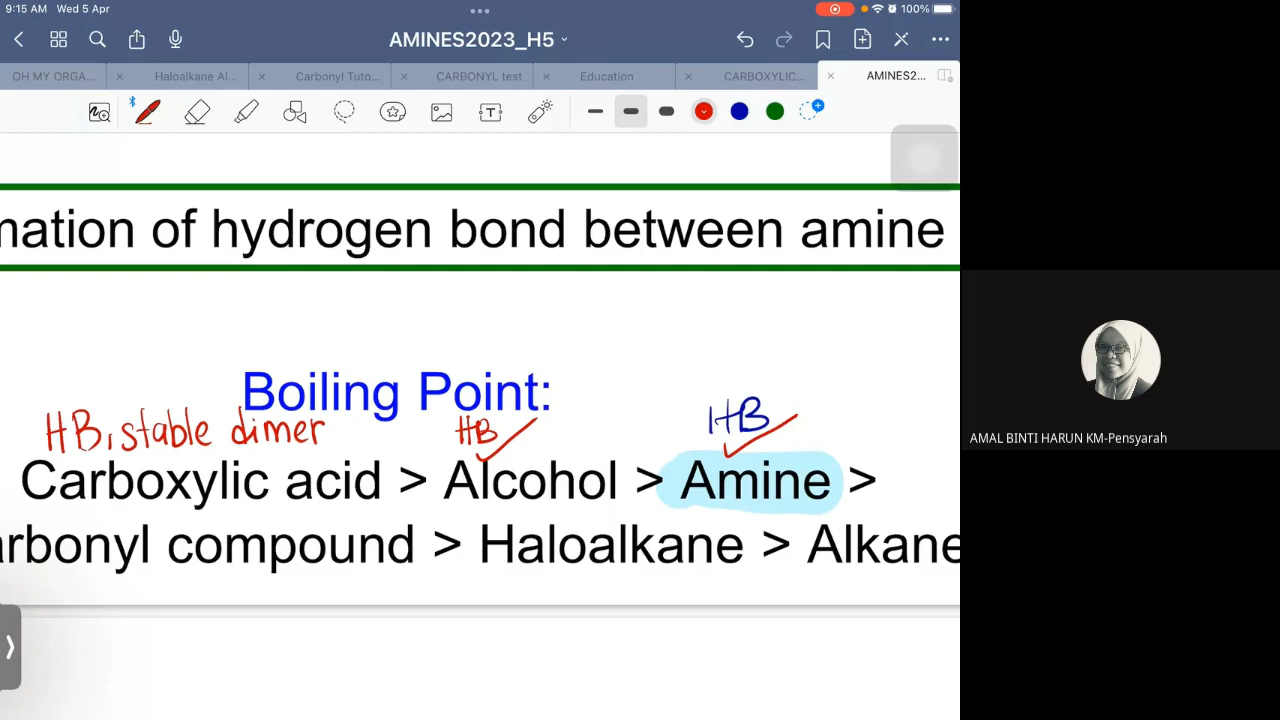 9:15 AM Wed 5 Apr
100%
AMINES2023_H5
OH MY ORGA...
Haloalkane Al...
Carbonyl Tuto...
CARBONYL test
Education
CARBOXYLIC...
AMINES2...
mation of hydrogen bond between amine
Boiling Point:
HB, stable dimer HB HB
Carboxylic acid > Alcohol > Amine >
arbonyl compound > Haloalkane > Alkane
AMAL BINTI HARUN KM-Pensyarah